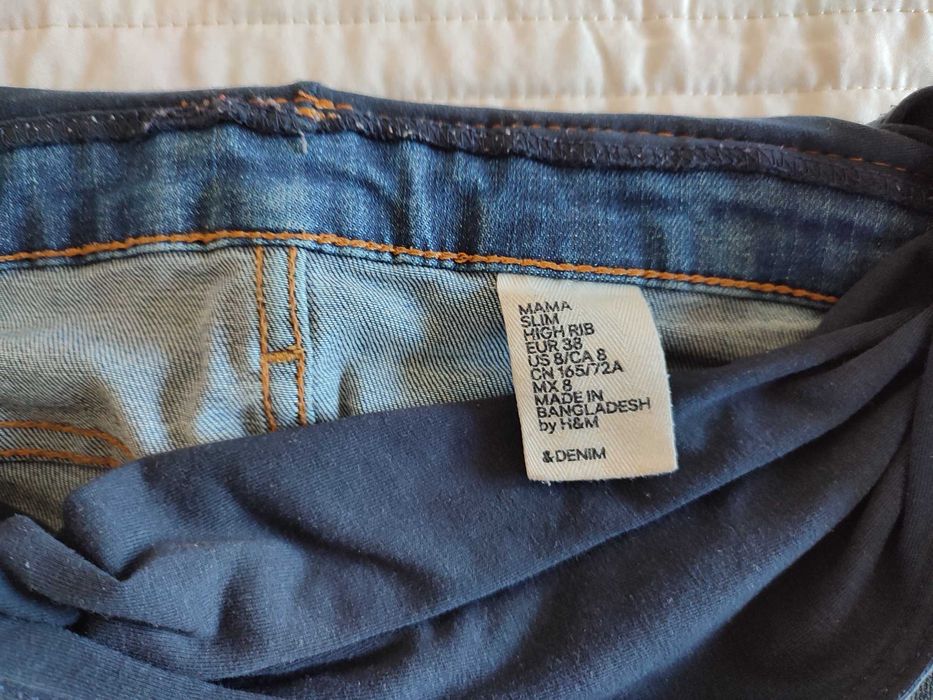 MAMA
SLIM
HIGH RIB
EUR 38
US 8/CA 8
CN 165/72A
MX 8
MADE IN
BANGLADESH
by H&M
&DENIM